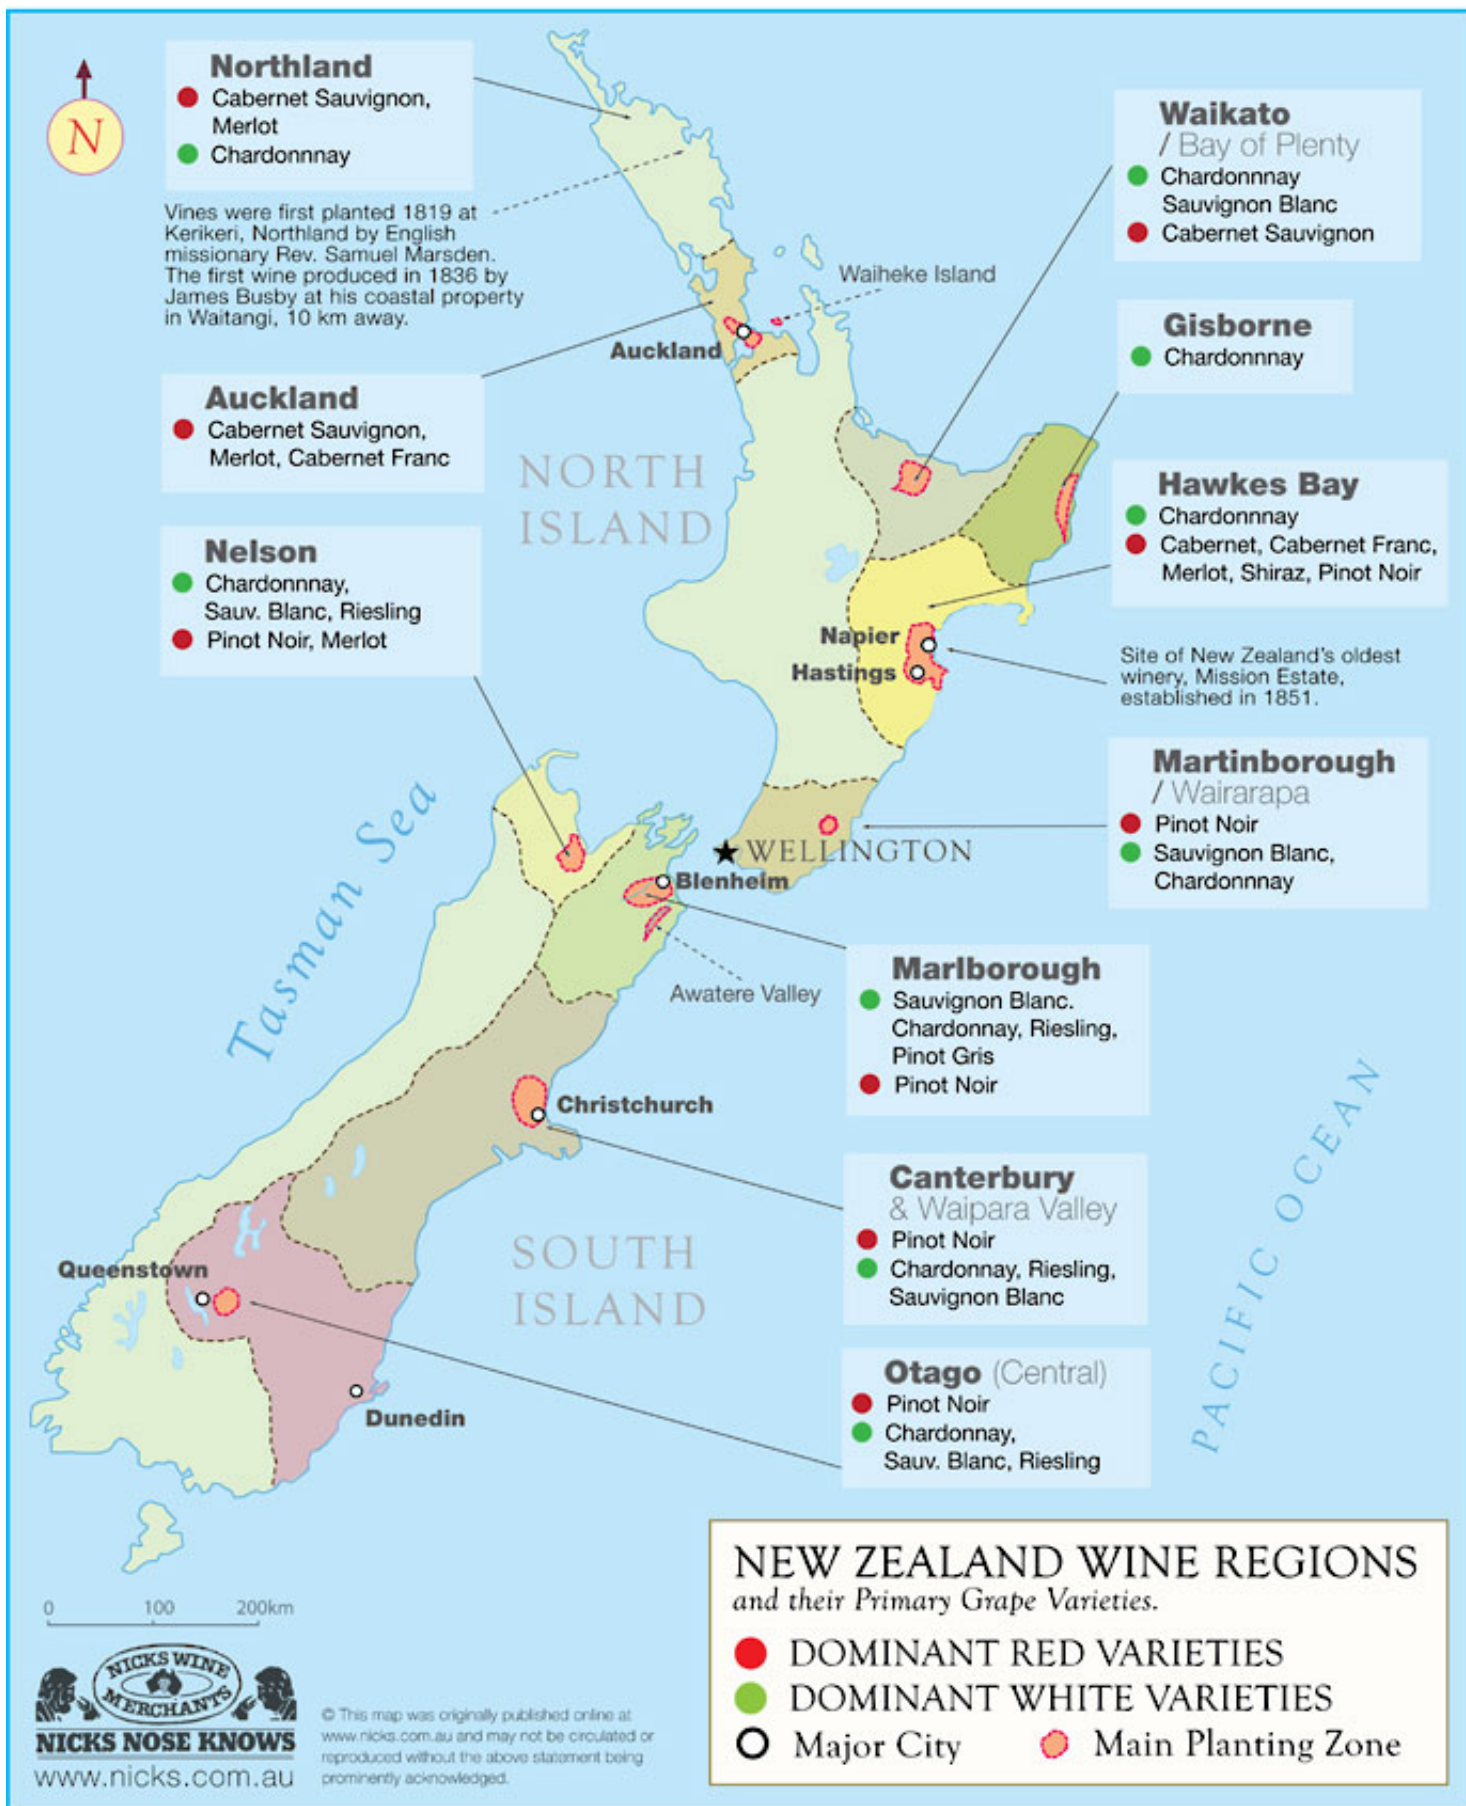 N
Northland
Cabernet Sauvignon,
Merlot
Chardonnnay
Vines were first planted 1819 at
Kerikeri, Northland by English
missionary Rev. Samuel Marsden.
The first wine produced in 1836 by
James Busby at his coastal property
in Waitangi, 10 km away.
Waikato
/ Bay of Plenty
Chardonnnay
Sauvignon Blanc
Cabernet Sauvignon
Waiheke Island
Gisborne
Chardonnnay
Auckland
Auckland
Cabernet Sauvignon,
Merlot, Cabernet Franc
NORTH
ISLAND
Hawkes Bay
Chardonnnay
Cabernet, Cabernet Franc,
Merlot, Shiraz, Pinot Noir
Nelson
Chardonnnay,
Sauv. Blanc, Riesling
Pinot Noir, Merlot
Napier
Hastings
Site of New Zealand's oldest
winery, Mission Estate,
established in 1851.
Martinborough
/ Wairarapa
Pinot Noir
Sauvignon Blanc,
Chardonnnay
Tasman Sea
WELLINGTON
Blenheim
Awatere Valley
Marlborough
Sauvignon Blanc.
Chardonnay, Riesling,
Pinot Gris
Pinot Noir
Christchurch
Canterbury
& Waipara Valley
Pinot Noir
Chardonnay, Riesling,
Sauvignon Blanc
PACIFIC OCEAN
SOUTH
ISLAND
Queenstown
Otago (Central)
Pinot Noir
Chardonnay,
Sauv. Blanc, Riesling
Dunedin
NEW ZEALAND WINE REGIONS
and their Primary Grape Varieties.
DOMINANT RED VARIETIES
DOMINANT WHITE VARIETIES
Major City
Main Planting Zone
0 100 200km
NICKS WINE
MERCHANTS
NICKS NOSE KNOWS
www.nicks.com.au
© This map was originally published online at
www.nicks.com.au and may not be circulated or
reproduced without the above statement being
prominently acknowledged.